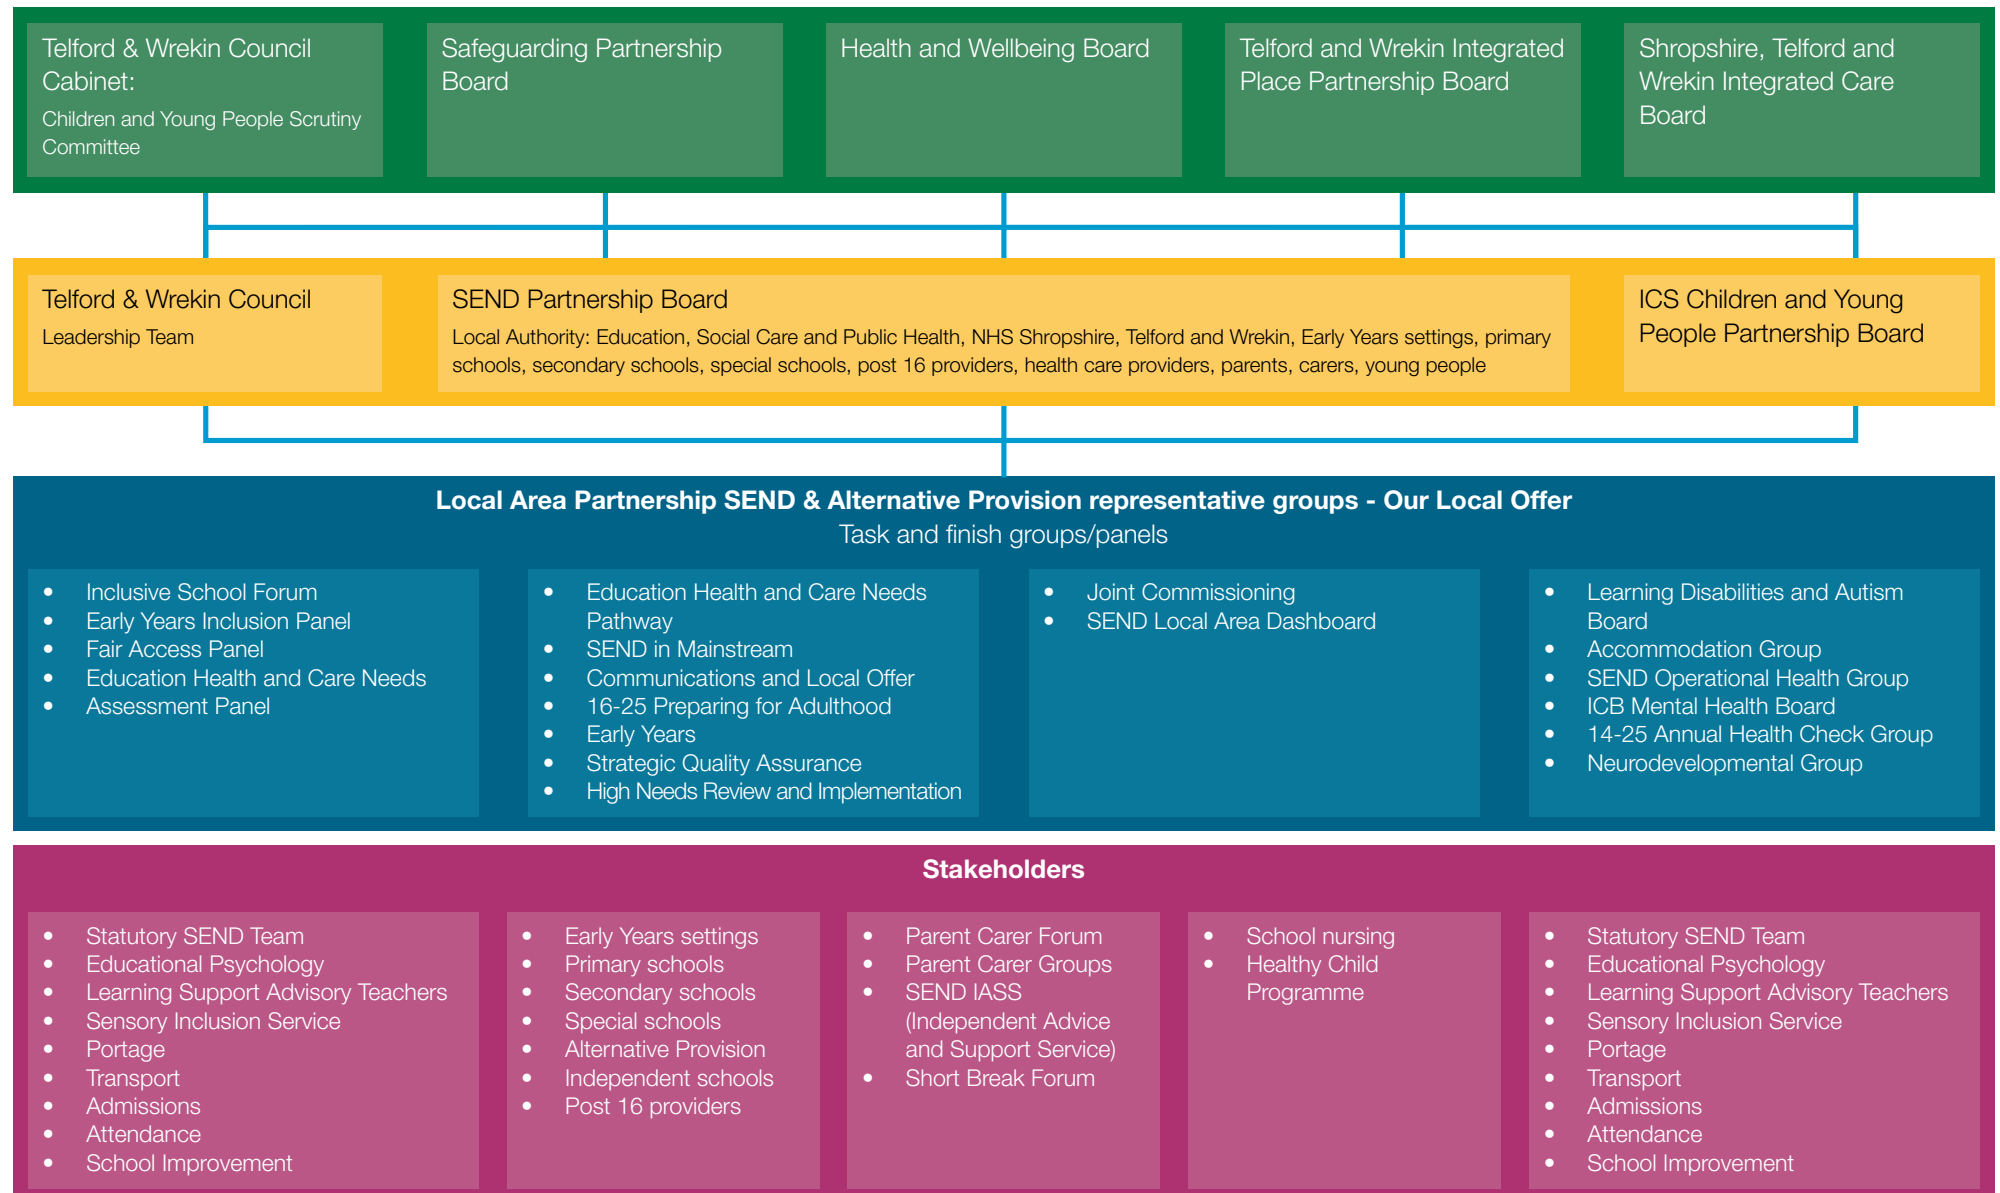 Telford & Wrekin Council
Cabinet:
Children and Young People Scrutiny
Committee
Safeguarding Partnership
Board
Health and Wellbeing Board
Telford and Wrekin Integrated
Place Partnership Board
Shropshire, Telford and
Wrekin Integrated Care
Board
Telford & Wrekin Council
Leadership Team
SEND Partnership Board
Local Authority: Education, Social Care and Public Health, NHS Shropshire, Telford and Wrekin, Early Years settings, primary
schools, secondary schools, special schools, post 16 providers, health care providers, parents, carers, young people
ICS Children and Young
People Partnership Board
Local Area Partnership SEND & Alternative Provision representative groups - Our Local Offer
Task and finish groups/panels
• Inclusive School Forum
• Early Years Inclusion Panel
• Fair Access Panel
• Education Health and Care Needs
• Assessment Panel
• Education Health and Care Needs
Pathway
• SEND in Mainstream
• Communications and Local Offer
• 16-25 Preparing for Adulthood
• Early Years
• Strategic Quality Assurance
• High Needs Review and Implementation
• Joint Commissioning
• SEND Local Area Dashboard
• Learning Disabilities and Autism
Board
• Accommodation Group
• SEND Operational Health Group
• ICB Mental Health Board
• 14-25 Annual Health Check Group
• Neurodevelopmental Group
Stakeholders
• Statutory SEND Team
• Educational Psychology
• Learning Support Advisory Teachers
• Sensory Inclusion Service
• Portage
• Transport
• Admissions
• Attendance
• School Improvement
• Early Years settings
• Primary schools
• Secondary schools
• Special schools
• Alternative Provision
• Independent schools
• Post 16 providers
• Parent Carer Forum
• Parent Carer Groups
• SEND IASS
(Independent Advice
and Support Service)
• Short Break Forum
• School nursing
• Healthy Child
Programme
• Statutory SEND Team
• Educational Psychology
• Learning Support Advisory Teachers
• Sensory Inclusion Service
• Portage
• Transport
• Admissions
• Attendance
• School Improvement